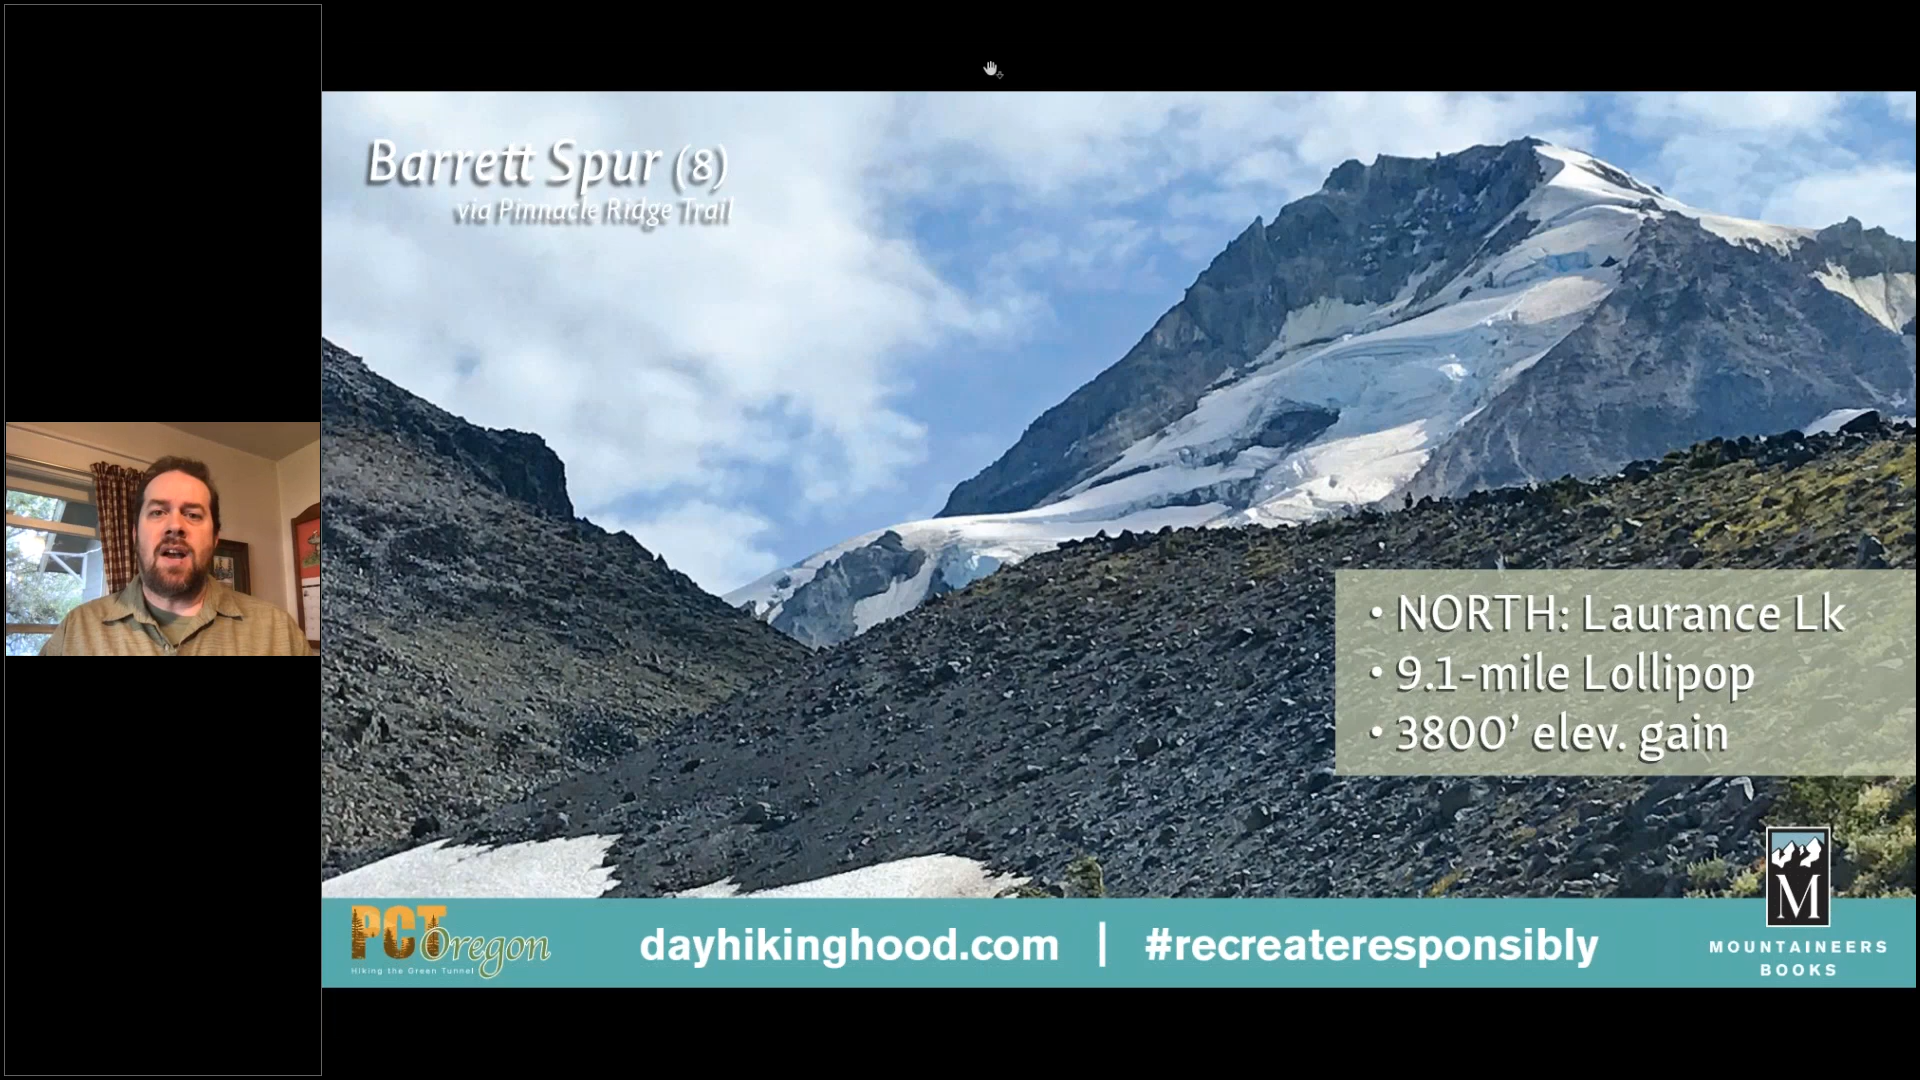 Barrett Spur (8)
via Pinnacle Ridge Trail
• NORTH: Laurance Lk
• 9.1-mile Lollipop
• 3800’ elev. gain
PCT Oregon
Hiking the Green Tunnel
dayhikinghood.com | #recreateresponsibly
M
MOUNTAINEERS
BOOKS